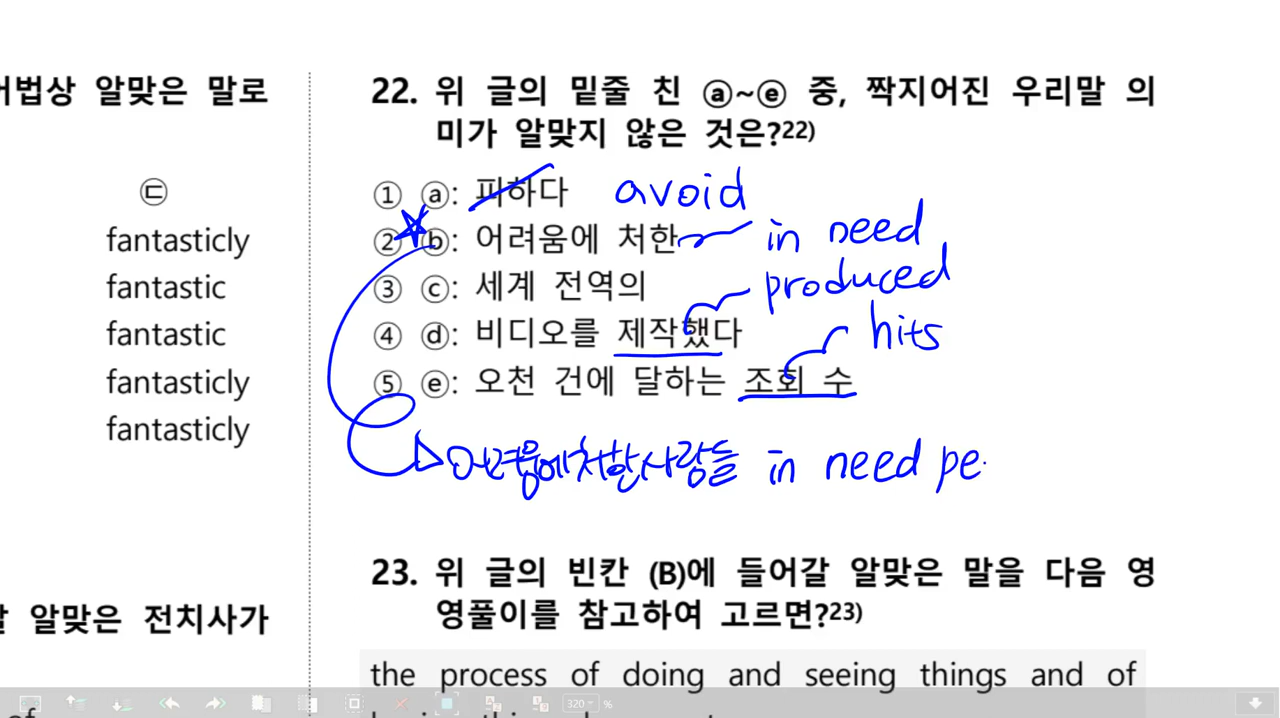 어법상 알맞은 말로
㉢
fantasticly
fantastic
fantastic
fantasticly
fantasticly
알맞은 전치사가
22. 위 글의 밑줄 친 ⓐ~ⓔ 중, 짝지어진 우리말 의
미가 알맞지 않은 것은?22)
① ⓐ: 피하다 avoid
② ⓑ: 어려움에 처한 in need
③ ⓒ: 세계 전역의
produced
④ ⓓ: 비디오를 제작했다
hits
⑤ ⓔ: 오천 건에 달하는 조회 수
어려움에 처한 사람들 in need pe
23. 위 글의 빈칸 (B)에 들어갈 알맞은 말을 다음 영
영풀이를 참고하여 고르면?23)
the process of doing and seeing things and of
320 %